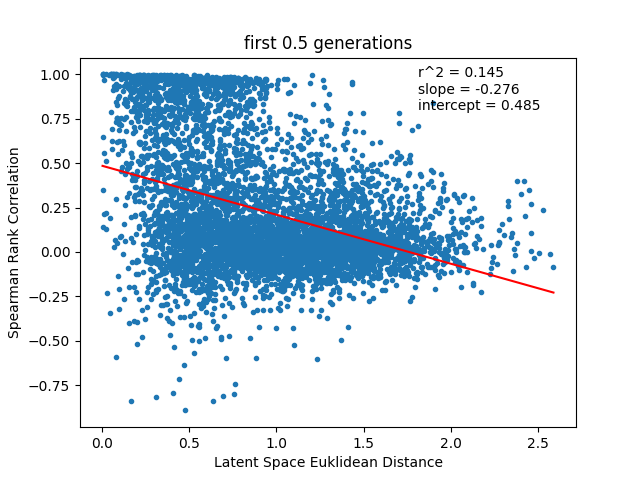 first 0.5 generations
r^2 = 0.145
slope = -0.276
intercept = 0.485
1.00
0.75
0.50
0.25
0.00
−0.25
−0.50
−0.75
Spearman Rank Correlation
0.0 0.5 1.0 1.5 2.0 2.5
Latent Space Euklidean Distance